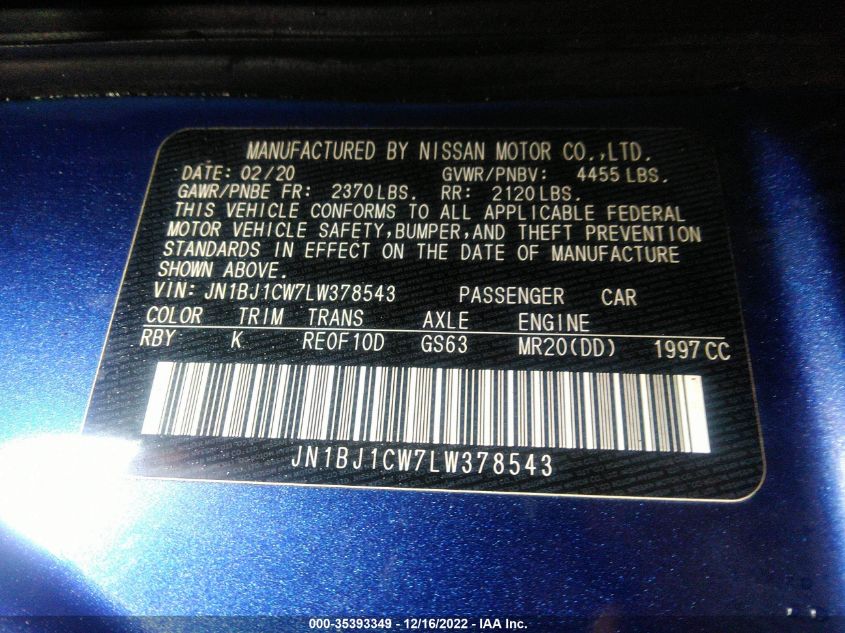 MANUFACTURED BY NISSAN MOTOR CO.,LTD.
DATE: 02/20 GVWR/PNBV: 4455 LBS.
GAWR/PNBE FR: 2370LBS. RR: 2120LBS.
THIS VEHICLE CONFORMS TO ALL APPLICABLE FEDERAL
MOTOR VEHICLE SAFETY,BUMPER,AND THEFT PREVENTION
STANDARDS IN EFFECT ON THE DATE OF MANUFACTURE
SHOWN ABOVE.
VIN: JN1BJ1CW7LW378543 PASSENGER CAR
COLOR TRIM TRANS AXLE ENGINE
RBY K RE0F10D GS63 MR20(DD) 1997CC
JN1BJ1CW7LW378543
000-35393349 - 12/16/2022 - IAA Inc.